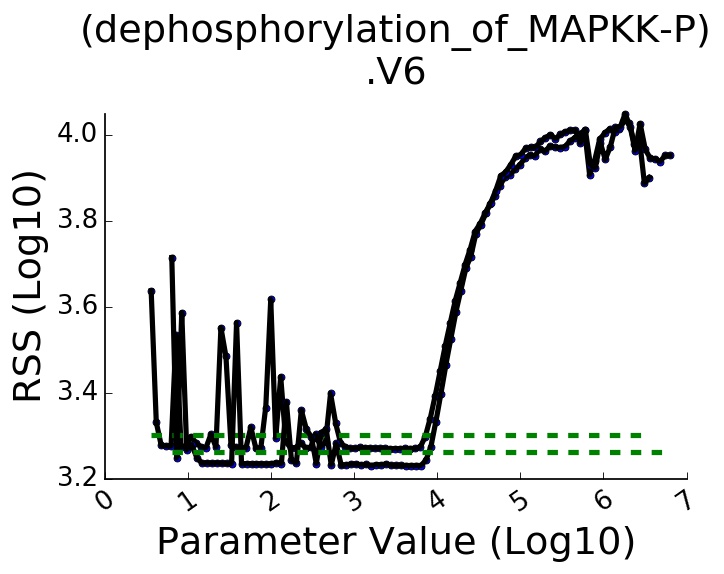 (dephosphorylation_of_MAPKK-P)
.V6
RSS (Log10)
4.0
3.8
3.6
3.4
3.2
0 1 2 3 4 5 6 7
Parameter Value (Log10)